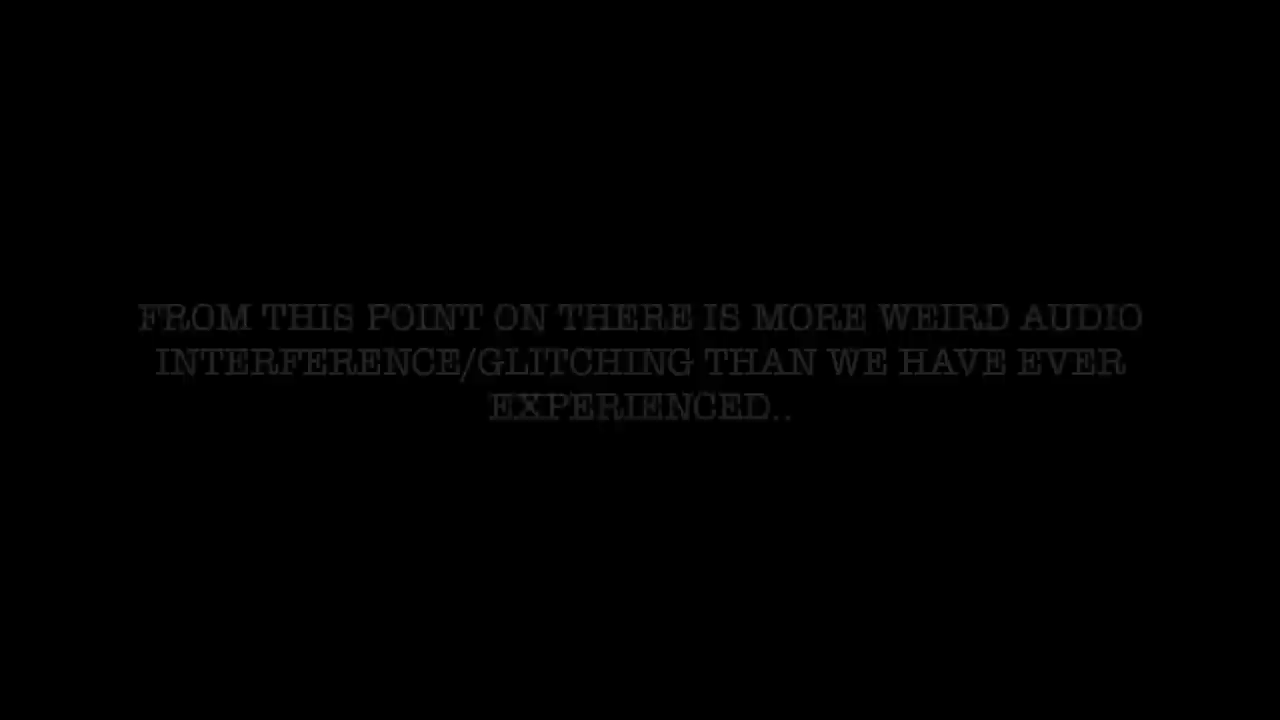 FROM THIS POINT ON THERE IS MORE WEIRD AUDIO
INTERFERENCE/GLITCHING THAN WE HAVE EVER
EXPERIENCED..